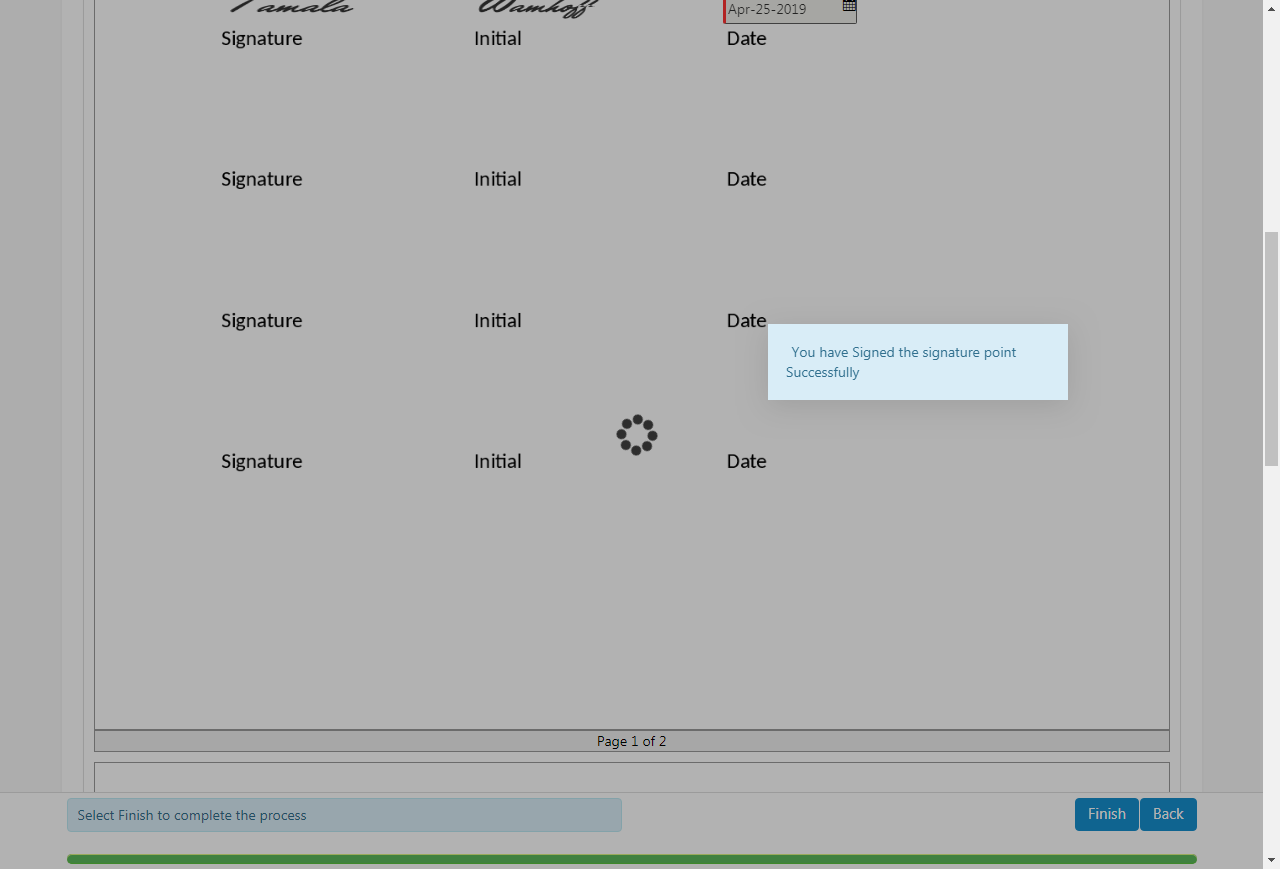 Tamala Wamhoff Apr-25-2019
Signature Initial Date
Signature Initial Date
Signature Initial Date
You have Signed the signature point
Successfully
Signature Initial Date
Page 1 of 2
Select Finish to complete the process Finish Back